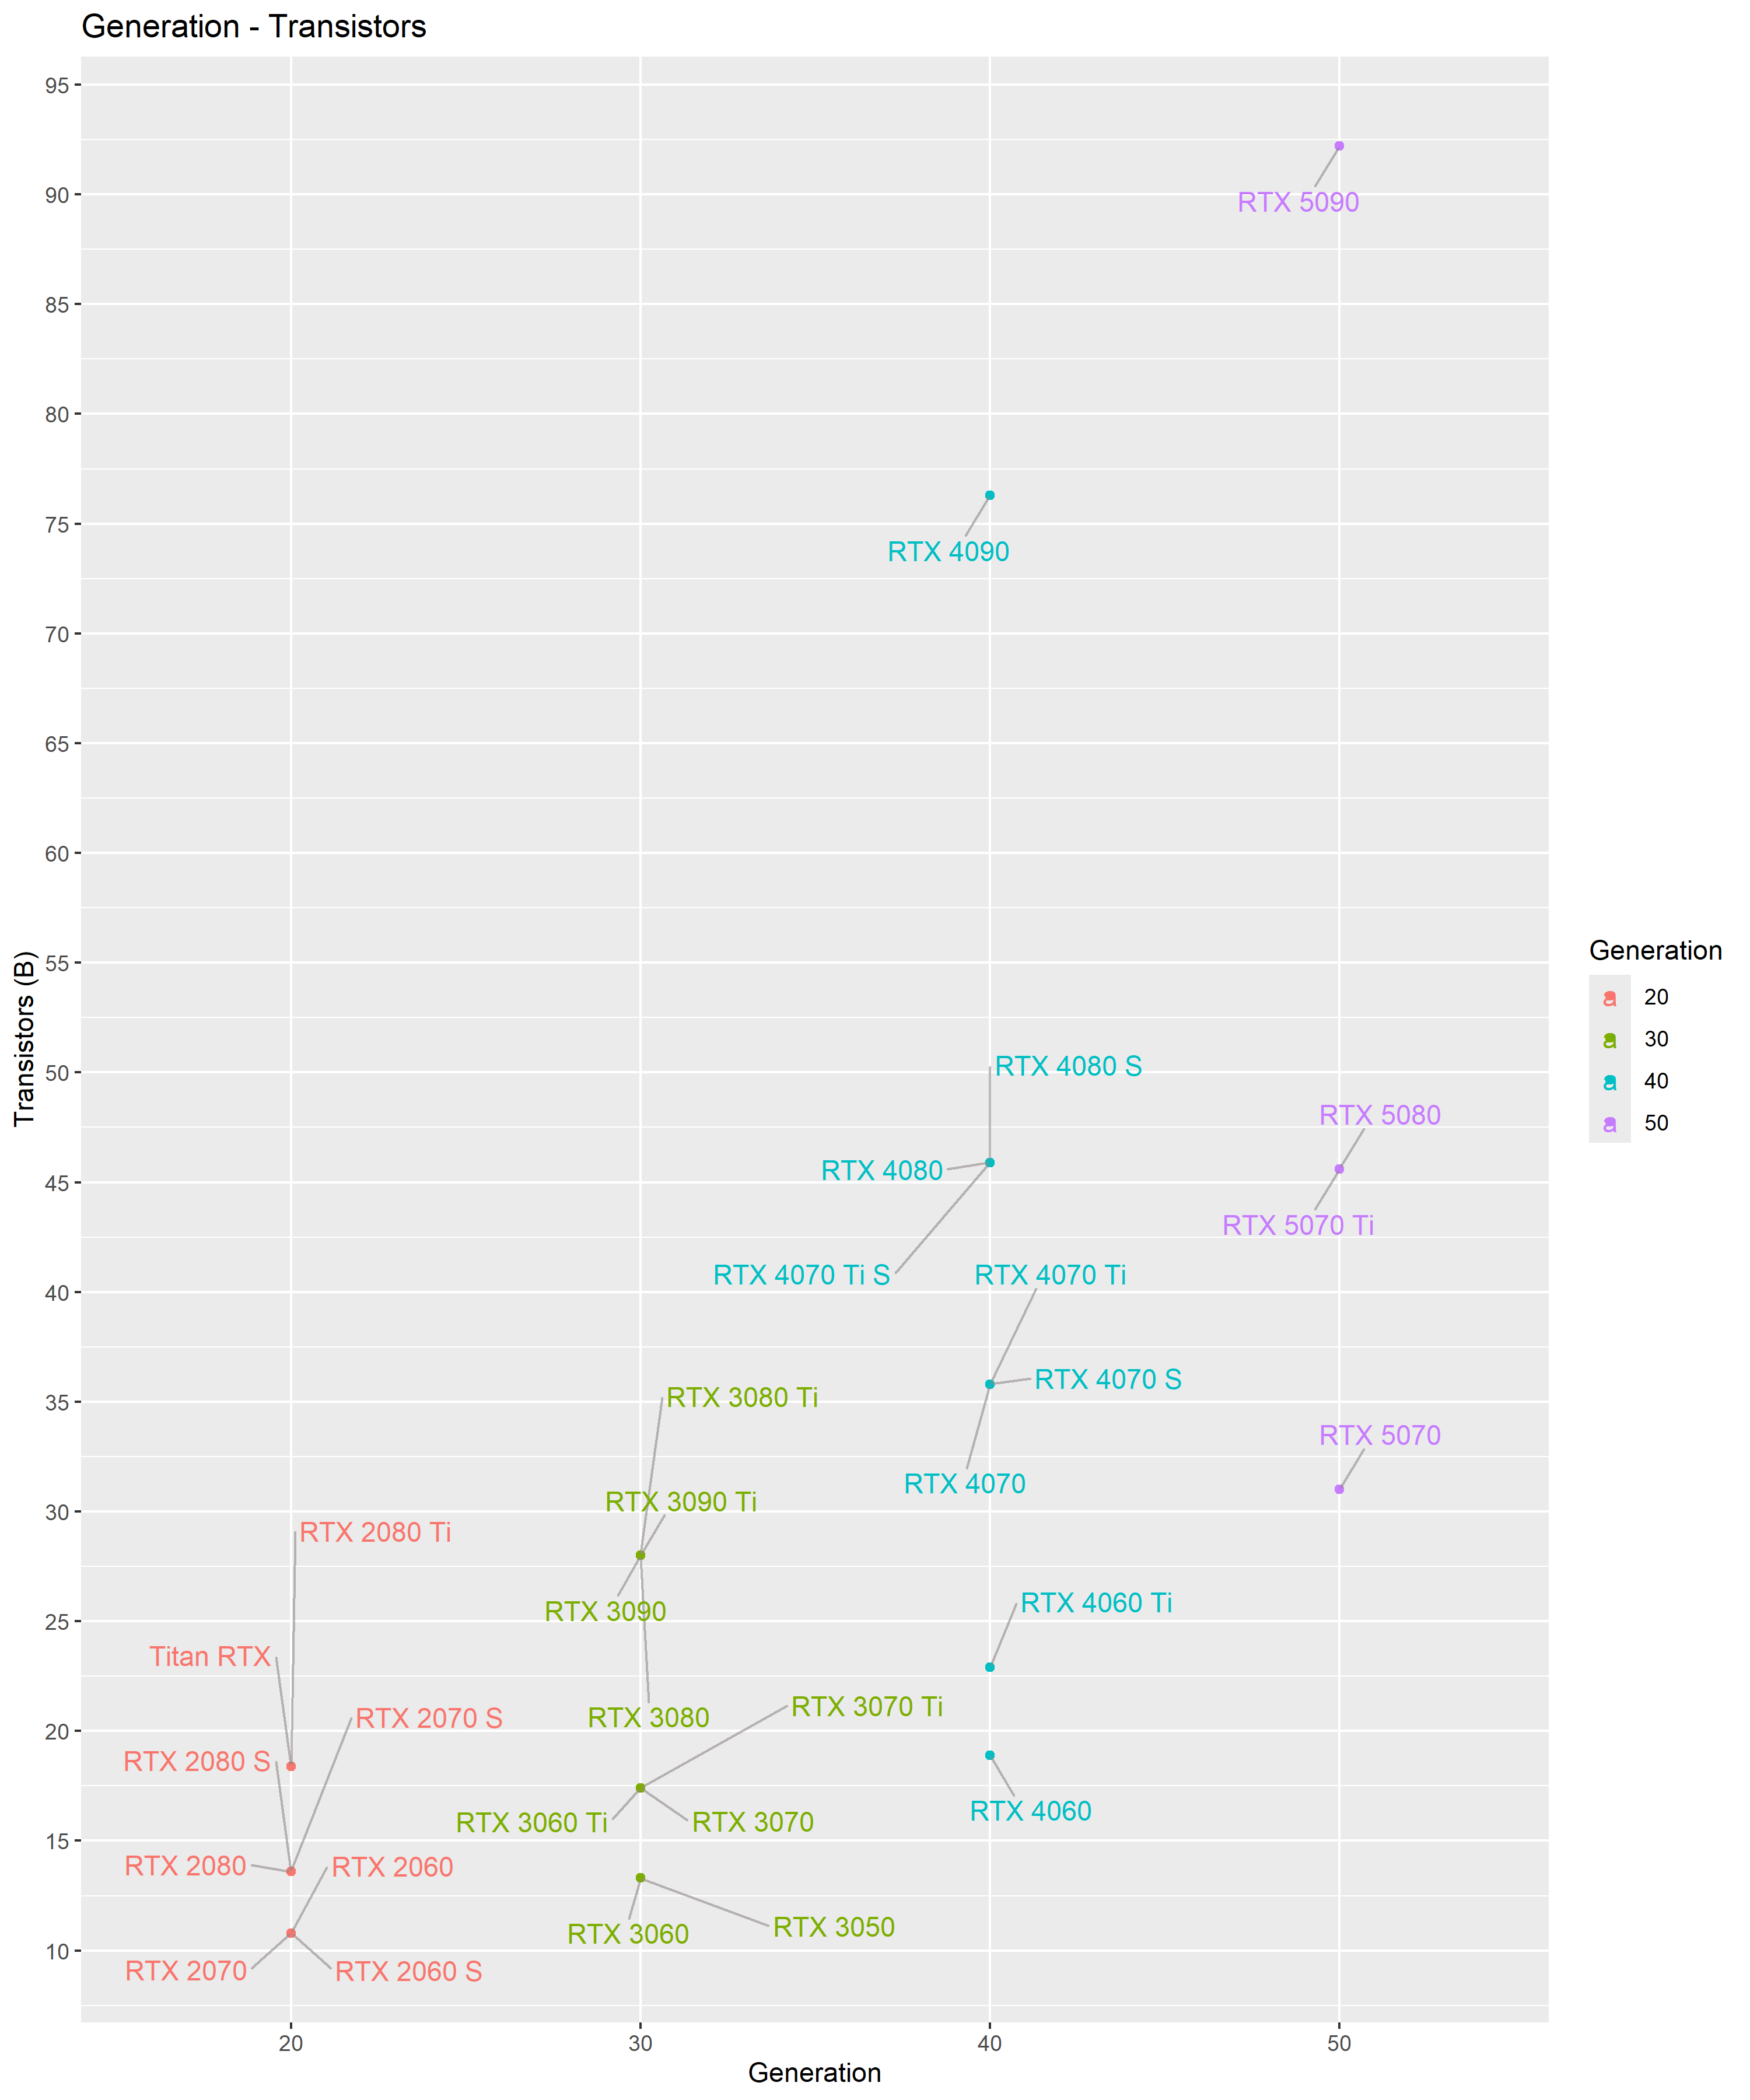 Generation - Transistors
95
90
85
80
75
70
65
60
55
50
45
40
35
30
25
20
15
10
Transistors (B)
RTX 5090
RTX 4090
RTX 4080 S
RTX 5080
RTX 4080
RTX 5070 Ti
RTX 4070 Ti S
RTX 4070 Ti
RTX 4070 S
RTX 3080 Ti
RTX 5070
RTX 4070
RTX 3090 Ti
RTX 2080 Ti
RTX 4060 Ti
RTX 3090
Titan RTX
RTX 3070 Ti
RTX 2070 S
RTX 3080
RTX 2080 S
RTX 4060
RTX 3060 Ti
RTX 3070
RTX 2080
RTX 2060
RTX 3050
RTX 3060
RTX 2070
RTX 2060 S
20
30
40
50
Generation
Generation
a 20
a 30
a 40
a 50